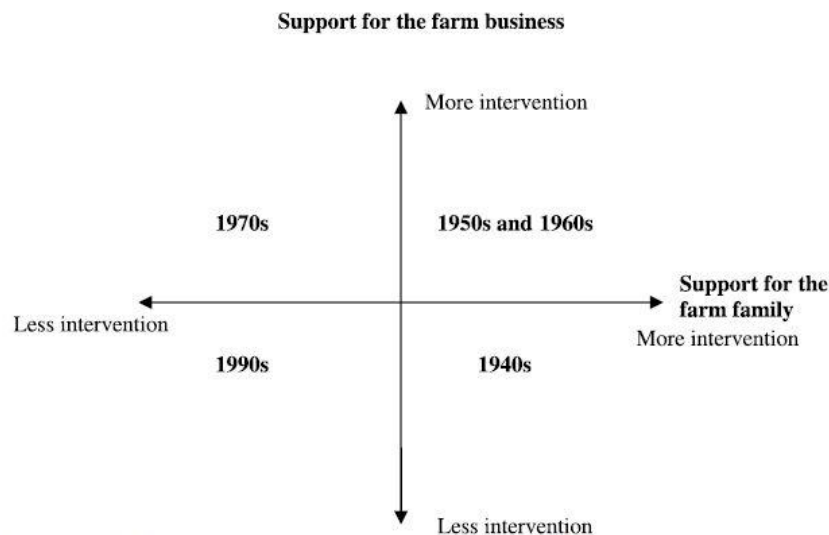 Support for the farm business
More intervention
1970s
1950s and 1960s
Support for the
farm family
Less intervention
More intervention
1990s
1940s
Less intervention